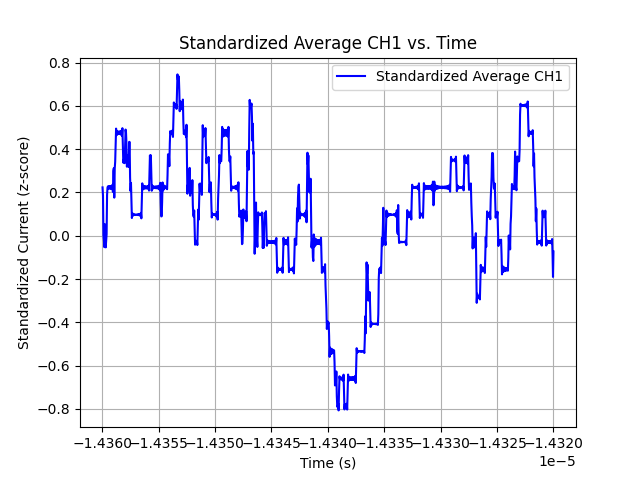 Standardized Average CH1 vs. Time
Standardized Average CH1
Standardized Current (z-score)
0.8
0.6
0.4
0.2
0.0
−0.2
−0.4
−0.6
−0.8
−1.4360 −1.4355 −1.4350 −1.4345 −1.4340 −1.4335 −1.4330 −1.4325 −1.4320
1e−5
Time (s)